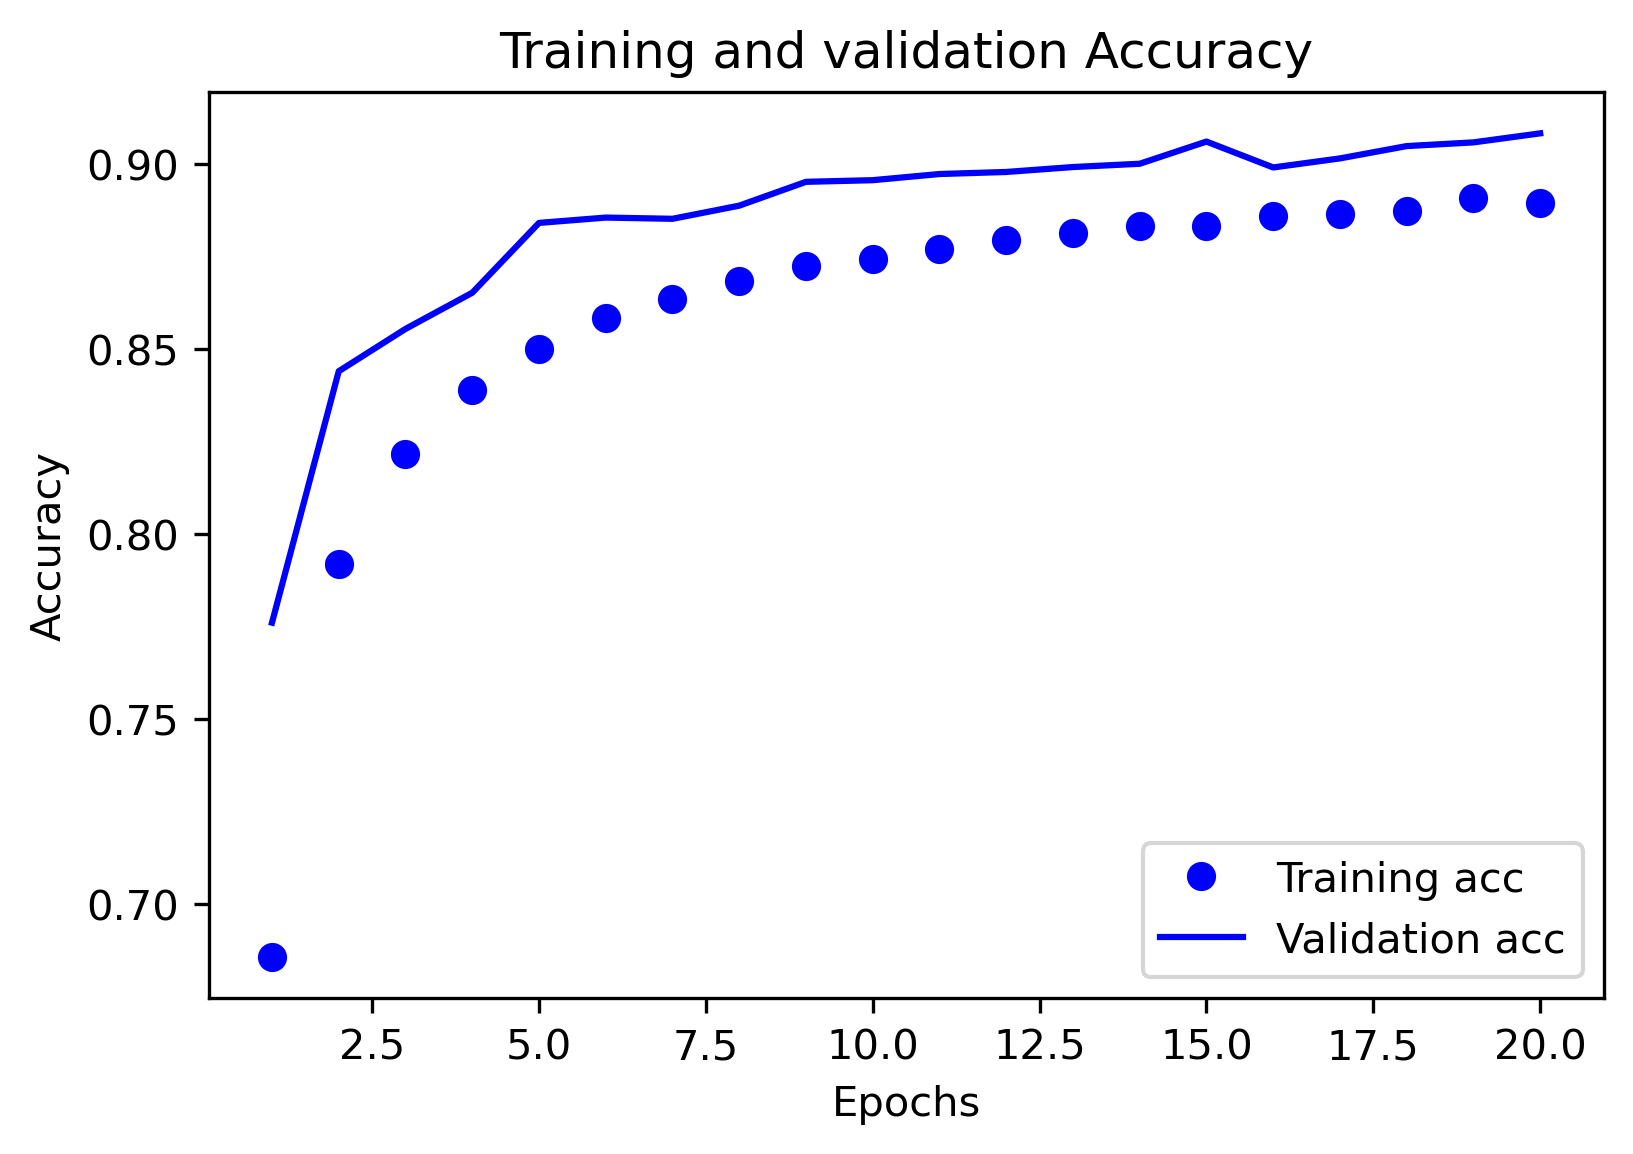 Training and validation Accuracy
0.90
0.85
0.80
0.75
0.70
Accuracy
Training acc
Validation acc
2.5 5.0 7.5 10.0 12.5 15.0 17.5 20.0
Epochs